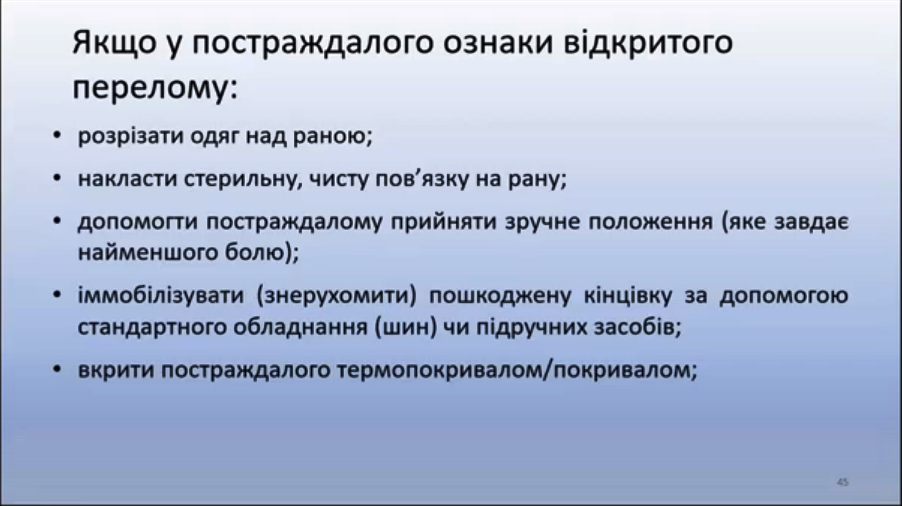 Якщо у постраждалого ознаки відкритого
перелому:
• розрізати одяг над раною;
• накласти стерильну, чисту пов’язку на рану;
• допомогти постраждалому прийняти зручне положення (яке завдає
найменшого болю);
• іммобілізувати (знерухомити) пошкоджену кінцівку за допомогою
стандартного обладнання (шин) чи підручних засобів;
• вкрити постраждалого термопокривалом/покривалом;
45